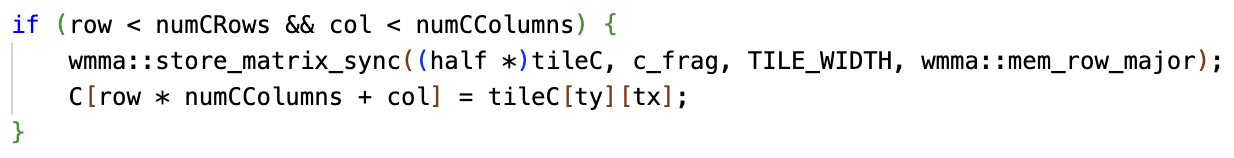 if (row < numCRows && col < numCColumns) {
    wmma::store_matrix_sync((half *)tileC, c_frag, TILE_WIDTH, wmma::mem_row_major);
    C[row * numCColumns + col] = tileC[ty][tx];
}